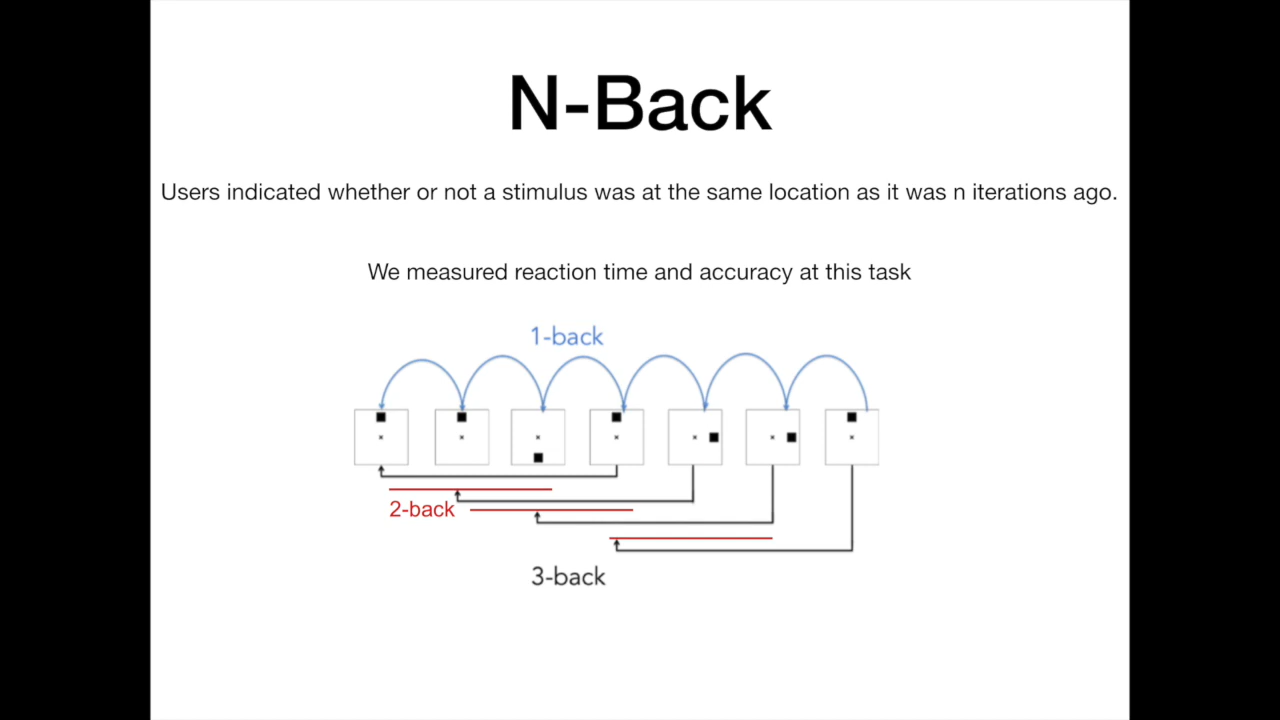 N-Back
Users indicated whether or not a stimulus was at the same location as it was n iterations ago.
We measured reaction time and accuracy at this task
1-back
2-back
3-back